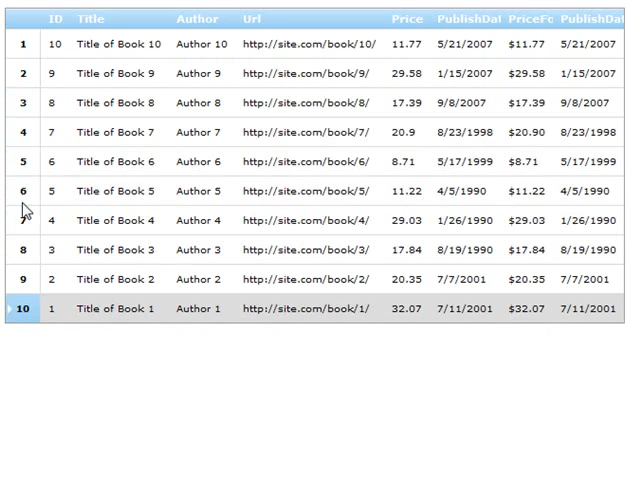 ID Title Author Url Price PublishDat PriceFo PublishDat
1 10 Title of Book 10 Author 10 http://site.com/book/10/ 11.77 5/21/2007 $11.77 5/21/2007
2 9 Title of Book 9 Author 9 http://site.com/book/9/ 29.58 1/15/2007 $29.58 1/15/2007
3 8 Title of Book 8 Author 8 http://site.com/book/8/ 17.39 9/8/2007 $17.39 9/8/2007
4 7 Title of Book 7 Author 7 http://site.com/book/7/ 20.9 8/23/1998 $20.90 8/23/1998
5 6 Title of Book 6 Author 6 http://site.com/book/6/ 8.71 5/17/1999 $8.71 5/17/1999
6 5 Title of Book 5 Author 5 http://site.com/book/5/ 11.22 4/5/1990 $11.22 4/5/1990
7 4 Title of Book 4 Author 4 http://site.com/book/4/ 29.03 1/26/1990 $29.03 1/26/1990
8 3 Title of Book 3 Author 3 http://site.com/book/3/ 17.84 8/19/1990 $17.84 8/19/1990
9 2 Title of Book 2 Author 2 http://site.com/book/2/ 20.35 7/7/2001 $20.35 7/7/2001
10 1 Title of Book 1 Author 1 http://site.com/book/1/ 32.07 7/11/2001 $32.07 7/11/2001